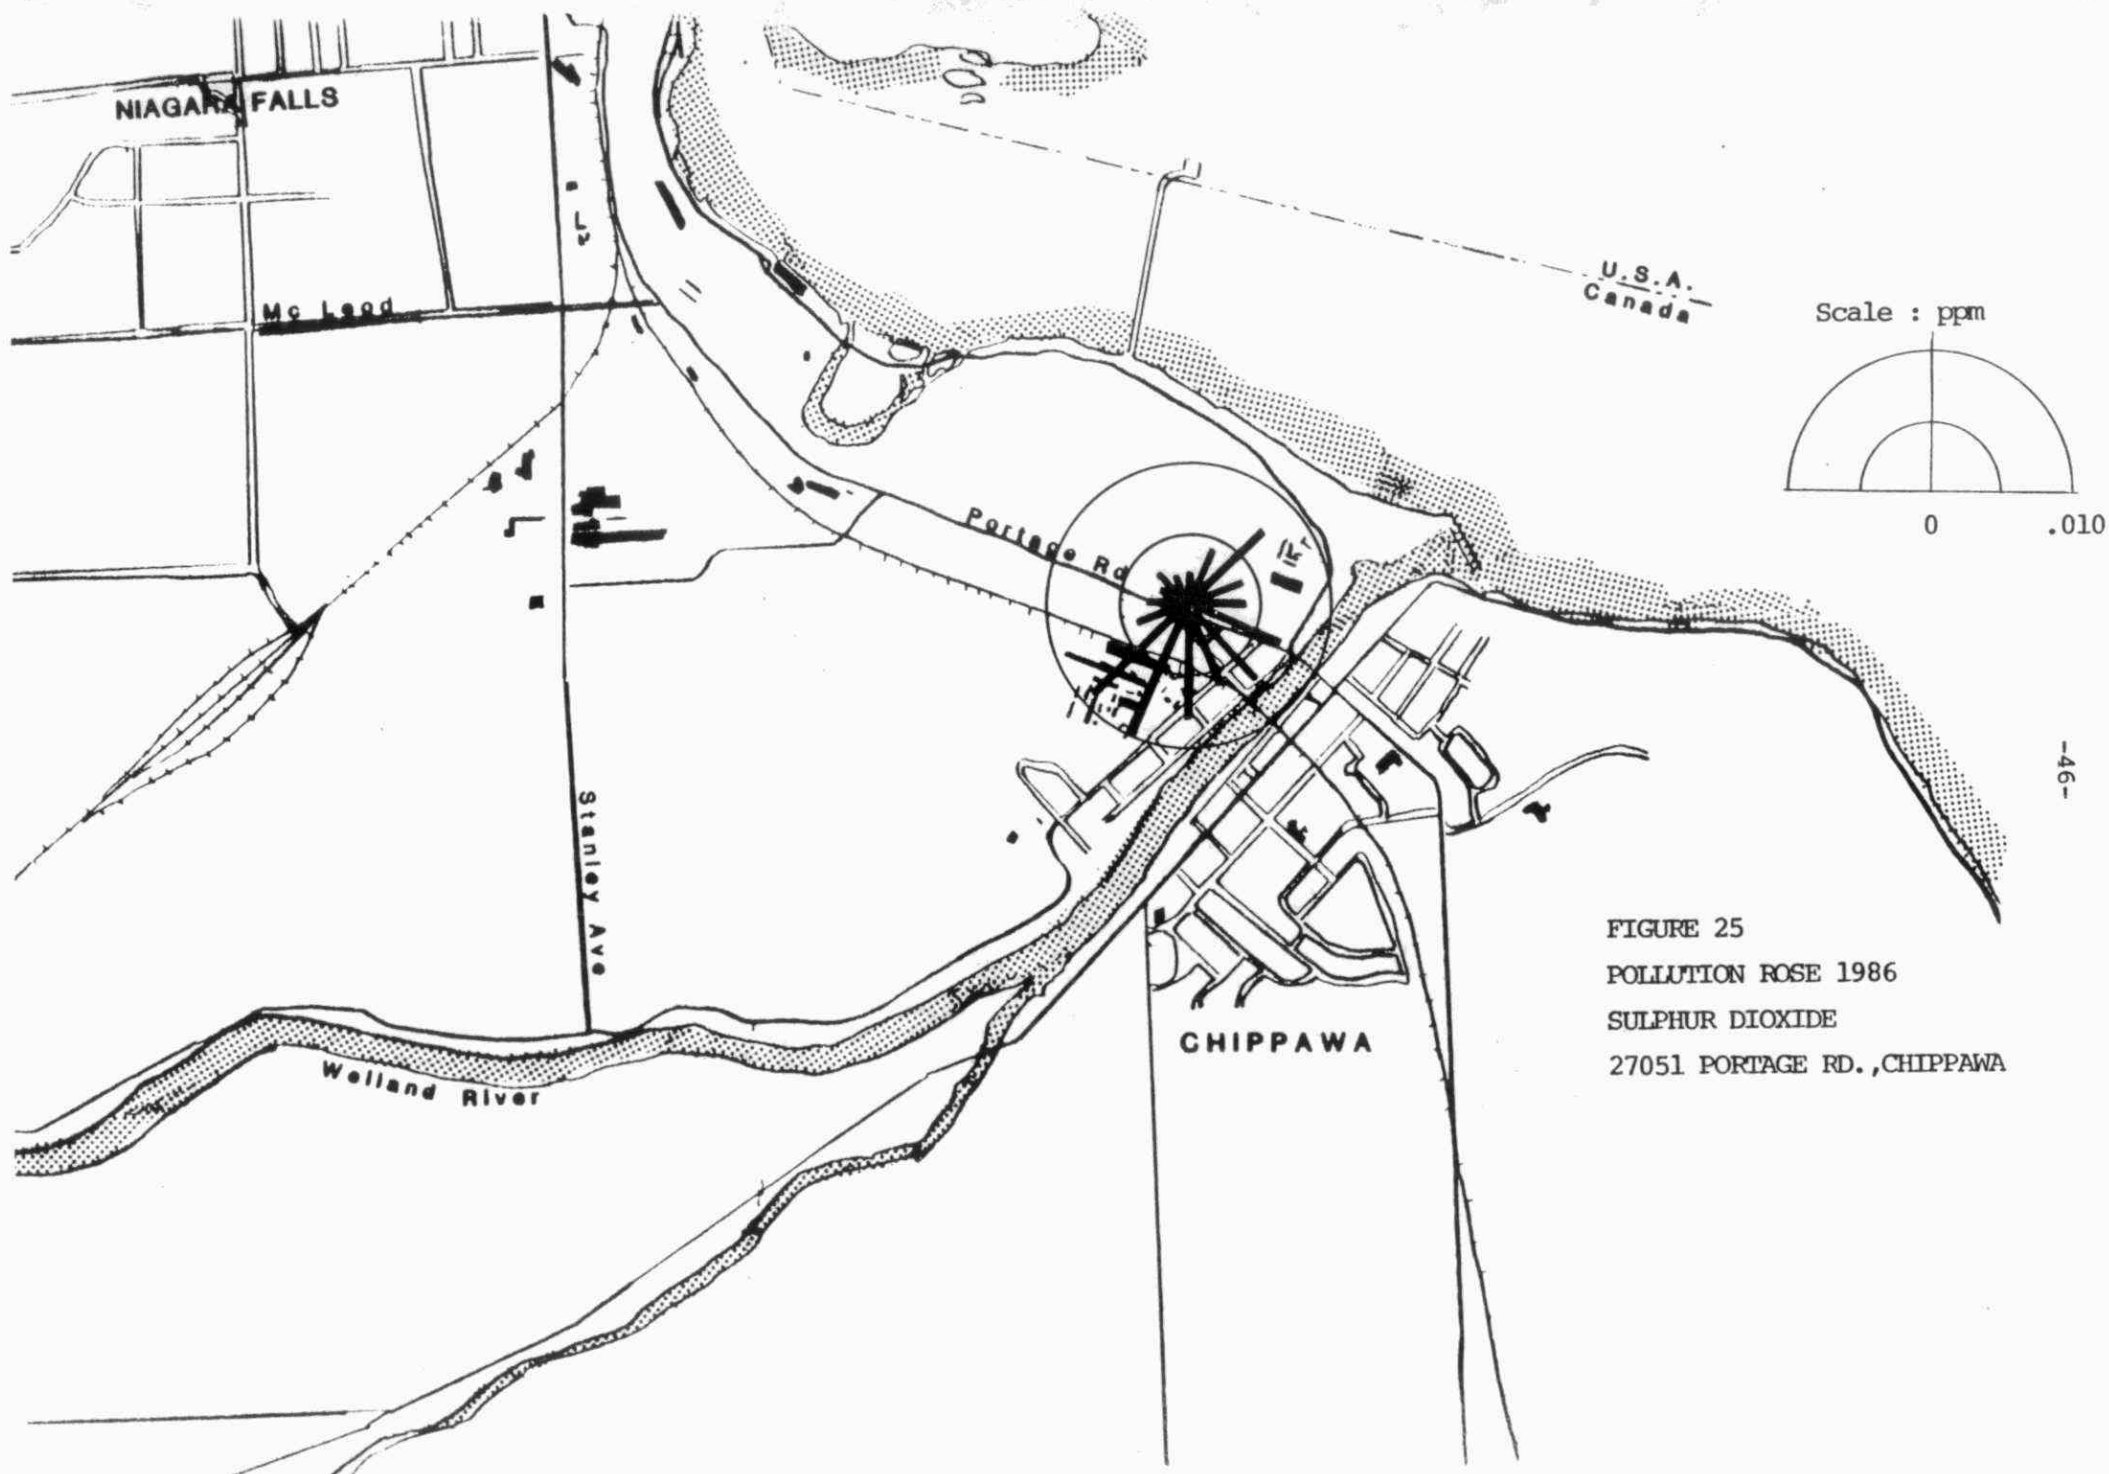 NIAGARA FALLS
Mc Leod
U.S.A.
Canada
Scale : ppm
0 .010
Portage Rd
-46-
Stanley Ave
FIGURE 25
POLLUTION ROSE 1986
SULPHUR DIOXIDE
27051 PORTAGE RD.,CHIPPAWA
CHIPPAWA
Welland River